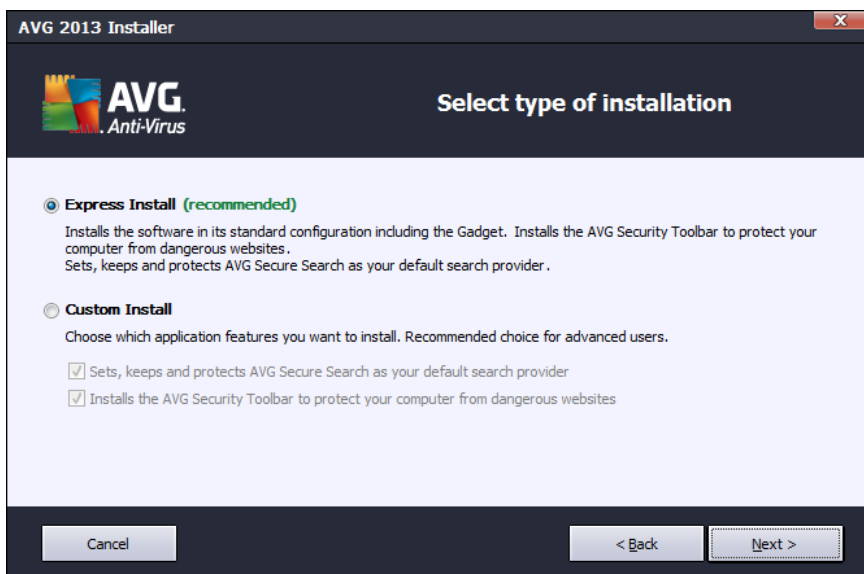 AVG 2013 Installer
X
AVG.
Anti-Virus
Select type of installation
Express Install (recommended)
Installs the software in its standard configuration including the Gadget. Installs the AVG Security Toolbar to protect your
computer from dangerous websites.
Sets, keeps and protects AVG Secure Search as your default search provider.
Custom Install
Choose which application features you want to install. Recommended choice for advanced users.
Sets, keeps and protects AVG Secure Search as your default search provider
Installs the AVG Security Toolbar to protect your computer from dangerous websites
Cancel
< Back
Next >